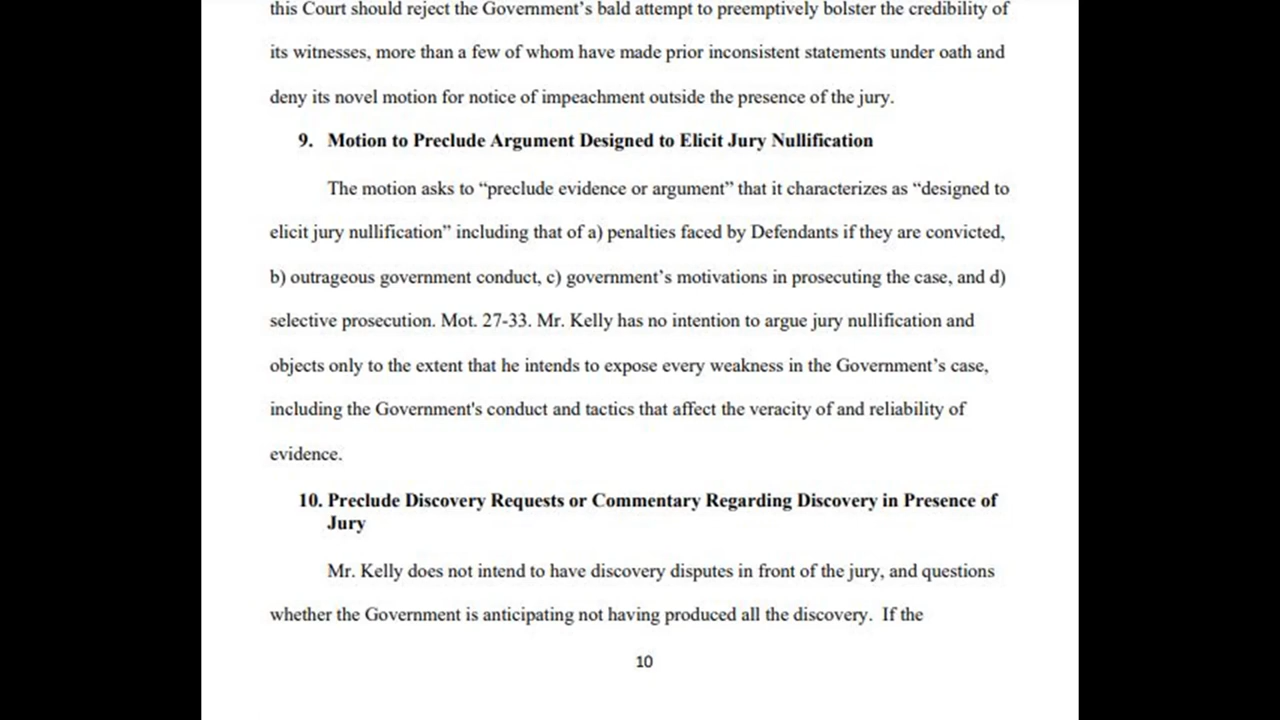 this Court should reject the Government’s bald attempt to preemptively bolster the credibility of
its witnesses, more than a few of whom have made prior inconsistent statements under oath and
deny its novel motion for notice of impeachment outside the presence of the jury.
9. Motion to Preclude Argument Designed to Elicit Jury Nullification
The motion asks to “preclude evidence or argument” that it characterizes as “designed to
elicit jury nullification” including that of a) penalties faced by Defendants if they are convicted,
b) outrageous government conduct, c) government’s motivations in prosecuting the case, and d)
selective prosecution. Mot. 27-33. Mr. Kelly has no intention to argue jury nullification and
objects only to the extent that he intends to expose every weakness in the Government’s case,
including the Government's conduct and tactics that affect the veracity of and reliability of
evidence.
10. Preclude Discovery Requests or Commentary Regarding Discovery in Presence of
Jury
Mr. Kelly does not intend to have discovery disputes in front of the jury, and questions
whether the Government is anticipating not having produced all the discovery.  If the
10